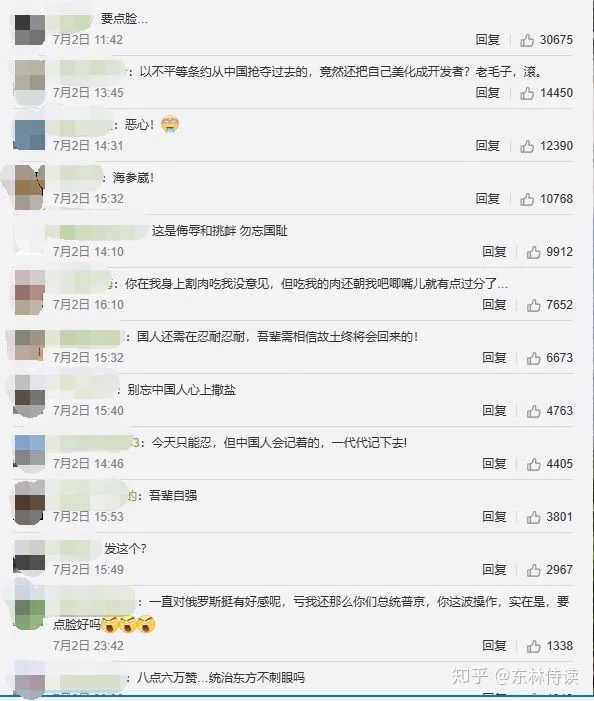 要点脸...
7月2日 11:42 回复 30675
：以不平等条约从中国抢夺过去的，竟然还把自己美化成开发者？老毛子，滚。
7月2日 13:45 回复 14450
：恶心！
7月2日 14:31 回复 12390
：海参崴！
7月2日 15:32 回复 10768
这是侮辱和挑衅 勿忘国耻
7月2日 14:10 回复 9912
：你在我身上割肉吃我没意见，但吃我的肉还朝我吧唧嘴儿就有点过分了...
7月2日 16:10 回复 7652
：国人还需在忍耐忍耐，吾辈需相信故土终将会回来的！
7月2日 15:32 回复 6673
：别忘中国人心上撒盐
7月2日 15:40 回复 4763
3：今天只能忍，但中国人会记着的，一代代记下去!
7月2日 14:46 回复 4405
的：吾辈自强
7月2日 15:53 回复 3801
发这个？
7月2日 15:49 回复 2967
：一直对俄罗斯挺有好感呢，亏我还那么你们总统普京，你这波操作，实在是，要
点脸好吗
7月2日 23:42 回复 1338
：八点六万赞...统治东方不刺眼吗
知乎 @东林侍读